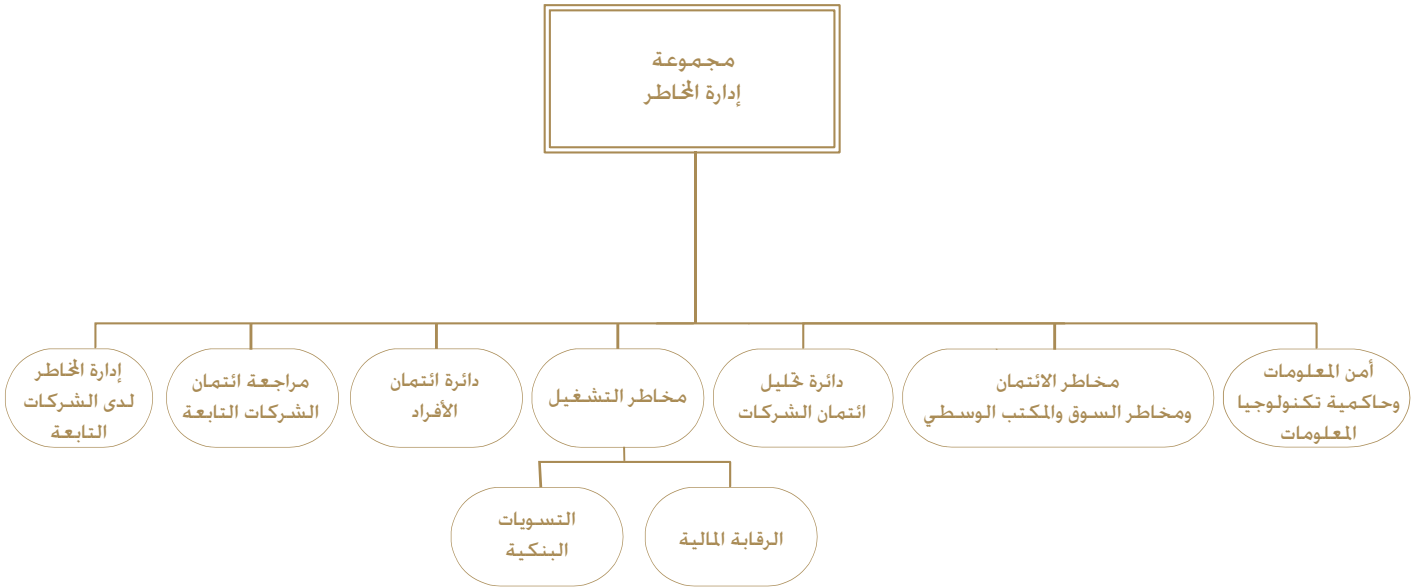 مجموعة
إدارة المخاطر
أمن المعلومات
وحاكمية تكنولوجيا
المعلومات
مخاطر الائتمان
ومخاطر السوق والمكتب الوسطي
دائرة تحليل
ائتمان الشركات
مخاطر التشغيل
دائرة ائتمان
الأفراد
مراجعة ائتمان
الشركات التابعة
إدارة المخاطر
لدى الشركات
التابعة
الرقابة المالية
التسويات
البنكية